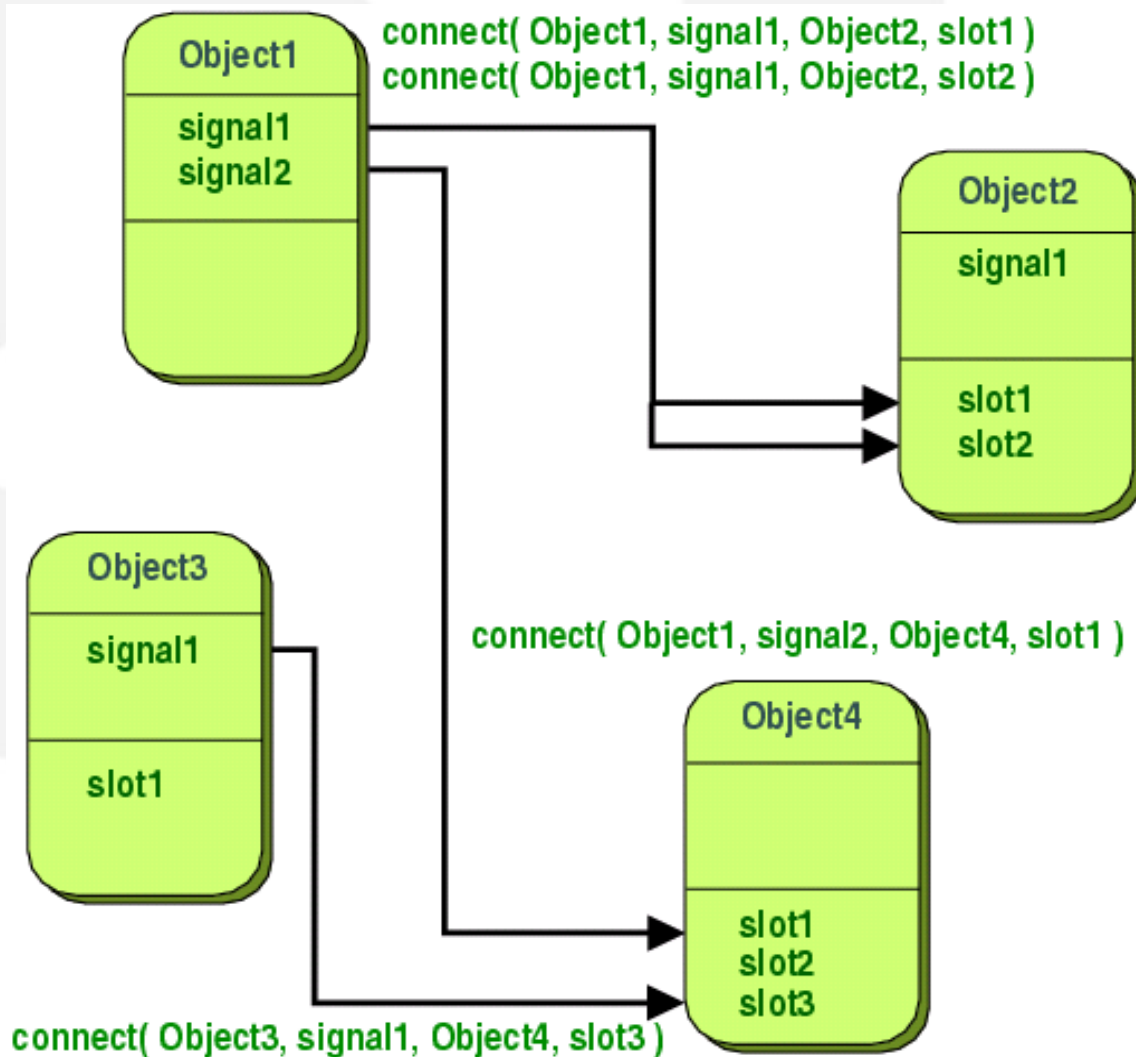 Object1
signal1
signal2
connect( Object1, signal1, Object2, slot1 )
connect( Object1, signal1, Object2, slot2 )
Object2
signal1
slot1
slot2
Object3
signal1
slot1
connect( Object1, signal2, Object4, slot1 )
Object4
slot1
slot2
slot3
connect( Object3, signal1, Object4, slot3 )